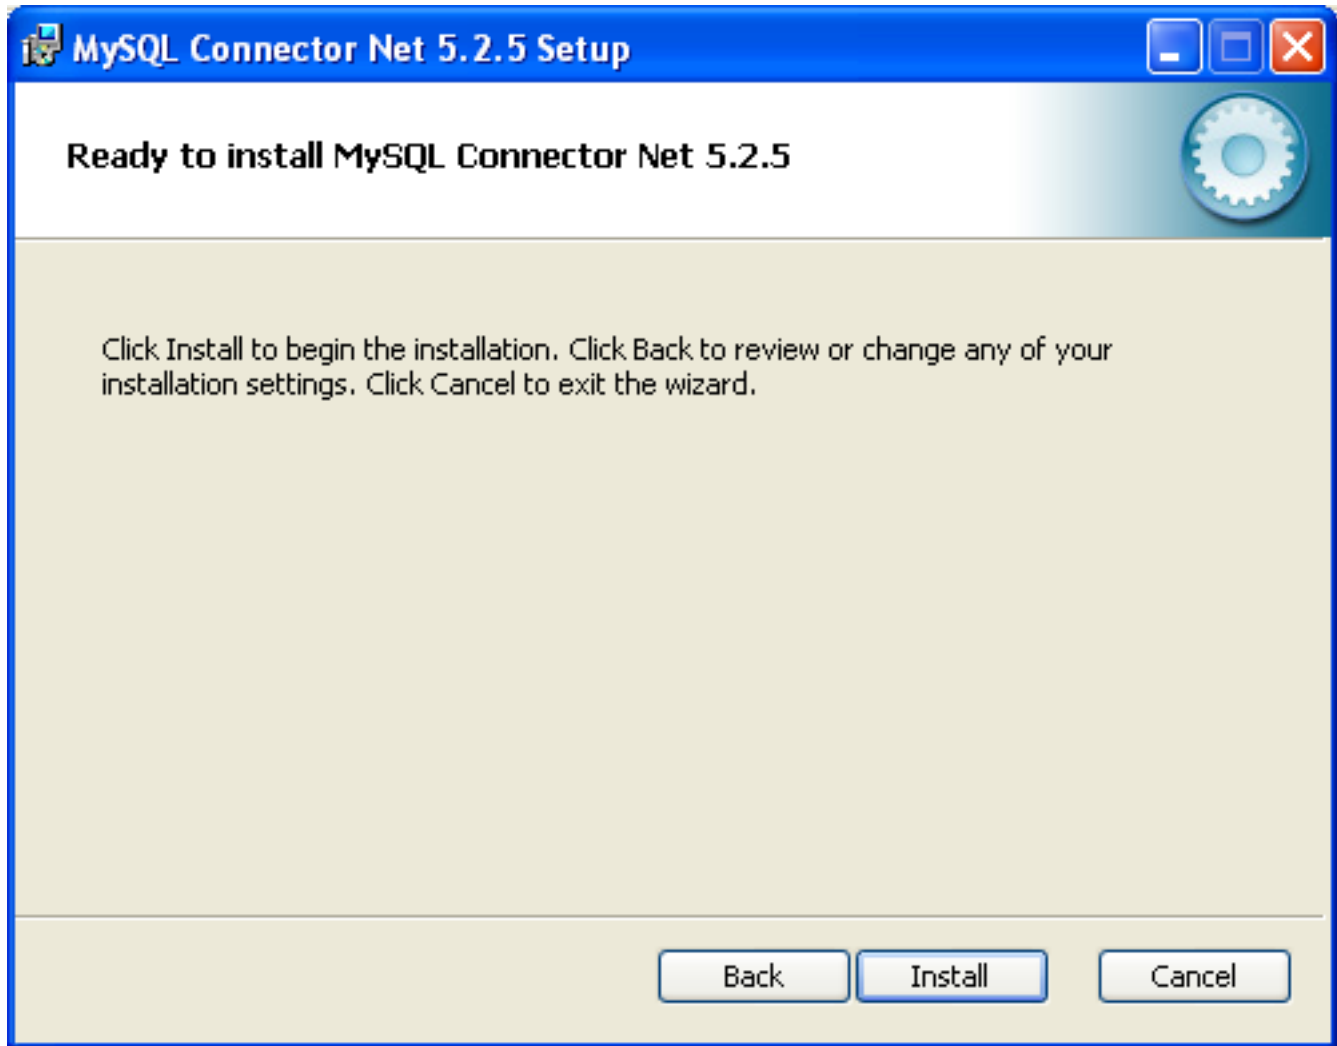 MySQL Connector Net 5.2.5 Setup
Ready to install MySQL Connector Net 5.2.5
Click Install to begin the installation. Click Back to review or change any of your
installation settings. Click Cancel to exit the wizard.
Back
Install
Cancel